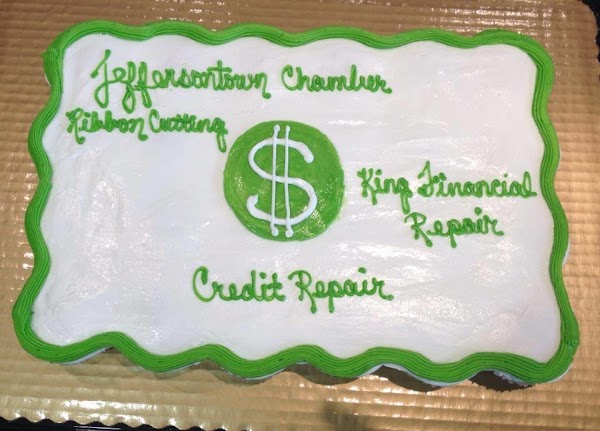 Jeffersontown Chamber
Ribbon Cutting
$
King Financial
Repair
Credit Repair